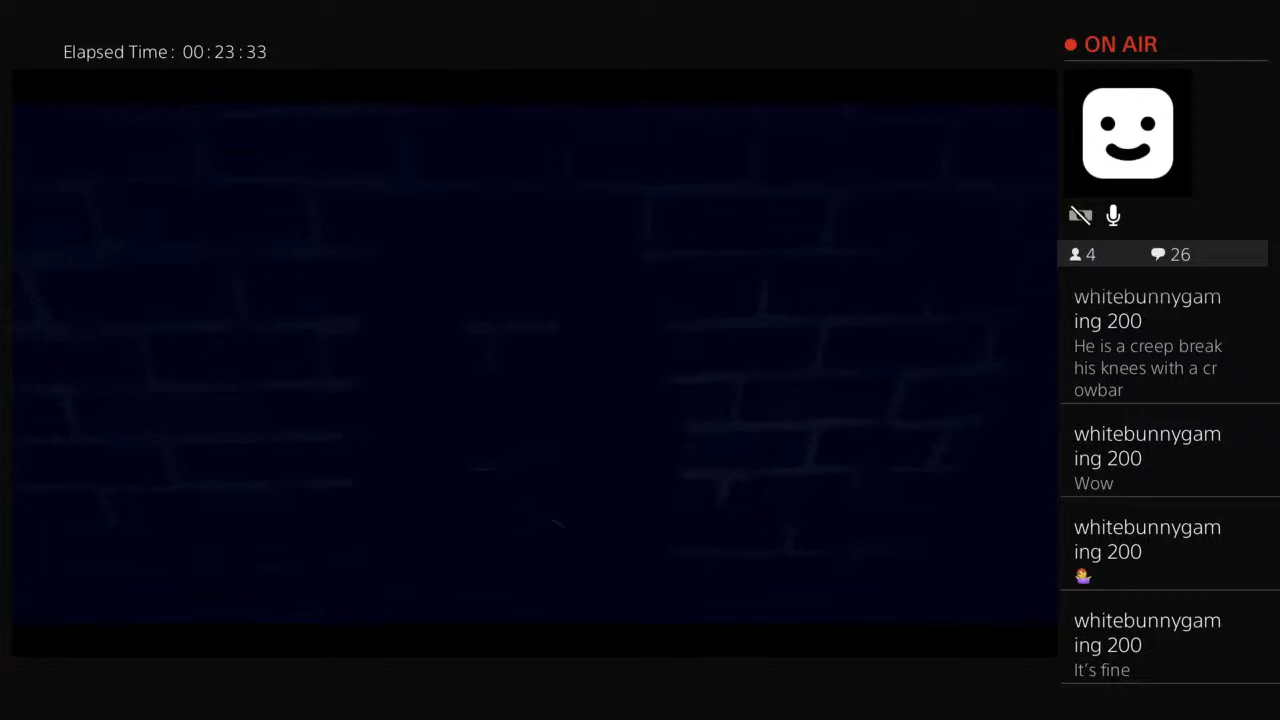 Elapsed Time: 00:23:33
ON AIR
4 26
whitebunnygam
ing 200
He is a creep break
his knees with a cr
owbar
whitebunnygam
ing 200
Wow
whitebunnygam
ing 200
💁
whitebunnygam
ing 200
It's fine